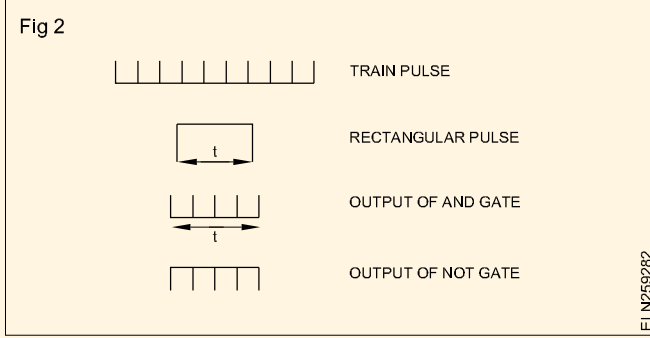 Fig 2
TRAIN PULSE
RECTANGULAR PULSE
t
OUTPUT OF AND GATE
t
OUTPUT OF NOT GATE
ELN259282